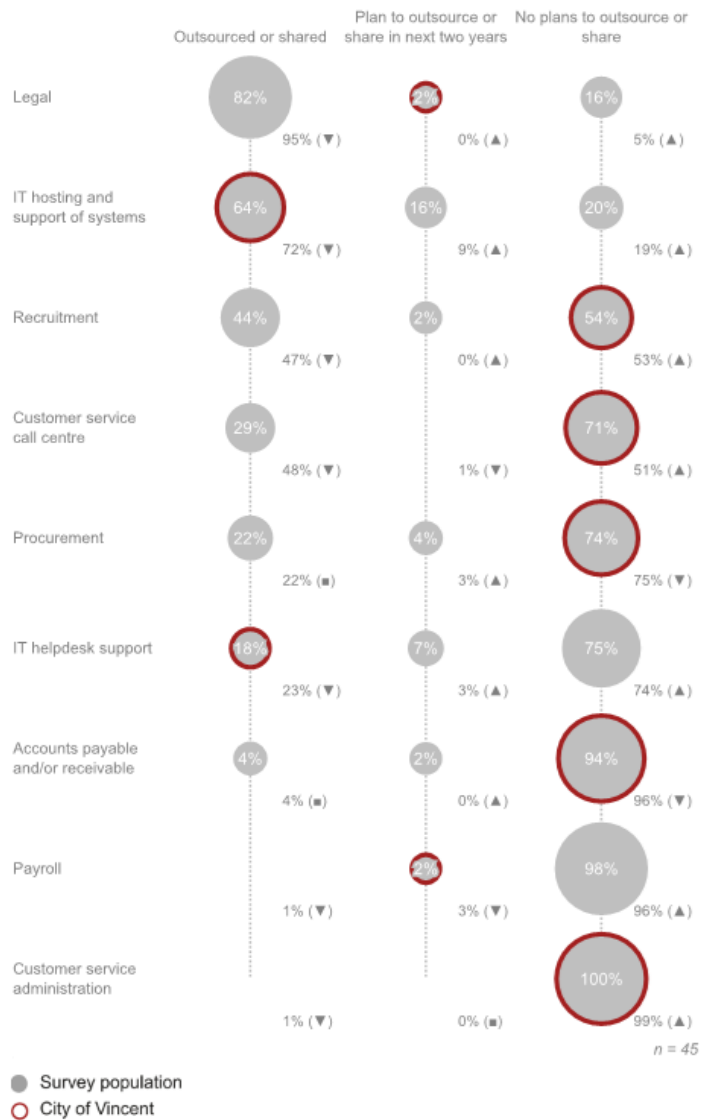 Outsourced or shared
Plan to outsource or
share in next two years
No plans to outsource or
share
Legal
82%
2%
16%
95% (▼)
0% (▲)
5% (▲)
IT hosting and
support of systems
64%
16%
20%
72% (▼)
9% (▲)
19% (▲)
Recruitment
44%
2%
54%
47% (▼)
0% (▲)
53% (▲)
Customer service
call centre
29%
71%
48% (▼)
1% (▼)
51% (▲)
Procurement
22%
4%
74%
22% (■)
3% (▲)
75% (▼)
IT helpdesk support
18%
7%
75%
23% (▼)
3% (▲)
74% (▲)
Accounts payable
and/or receivable
4%
2%
94%
4% (■)
0% (▲)
96% (▼)
Payroll
2%
98%
1% (▼)
3% (▼)
96% (▲)
Customer service
administration
100%
1% (▼)
0% (■)
99% (▲)
n = 45
Survey population
City of Vincent